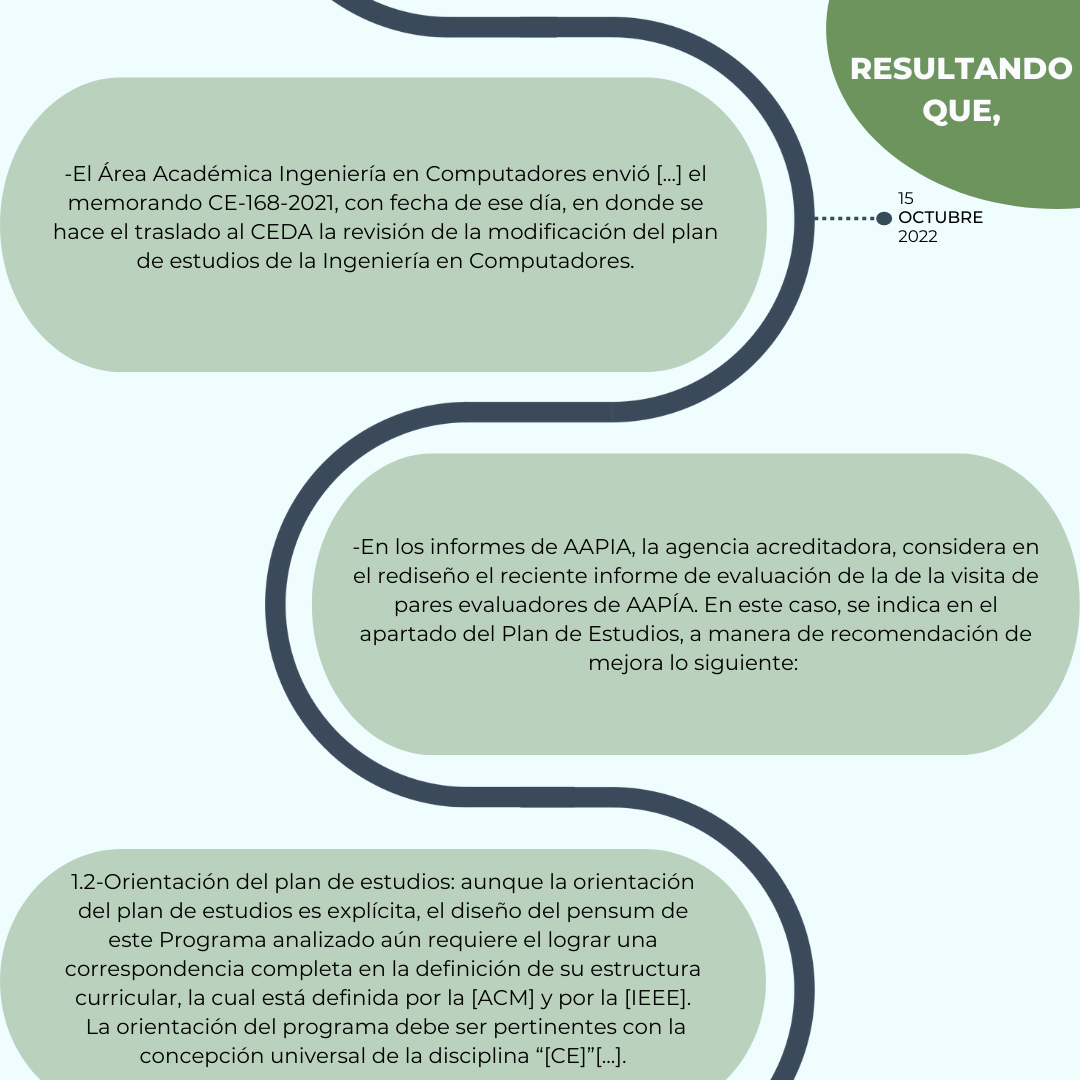 RESULTANDO
QUE,
-El Área Académica Ingeniería en Computadores envió [...] el
memorando CE-168-2021, con fecha de ese día, en donde se
hace el traslado al CEDA la revisión de la modificación del plan
de estudios de la Ingeniería en Computadores.
15
OCTUBRE
2022
-En los informes de AAPIA, la agencia acreditadora, considera en
el rediseño el reciente informe de evaluación de la de la visita de
pares evaluadores de AAPÍA. En este caso, se indica en el
apartado del Plan de Estudios, a manera de recomendación de
mejora lo siguiente:
1.2-Orientación del plan de estudios: aunque la orientación
del plan de estudios es explícita, el diseño del pensum de
este Programa analizado aún requiere el lograr una
correspondencia completa en la definición de su estructura
curricular, la cual está definida por la [ACM] y por la [IEEE].
La orientación del programa debe ser pertinentes con la
concepción universal de la disciplina “[CE]”[...].